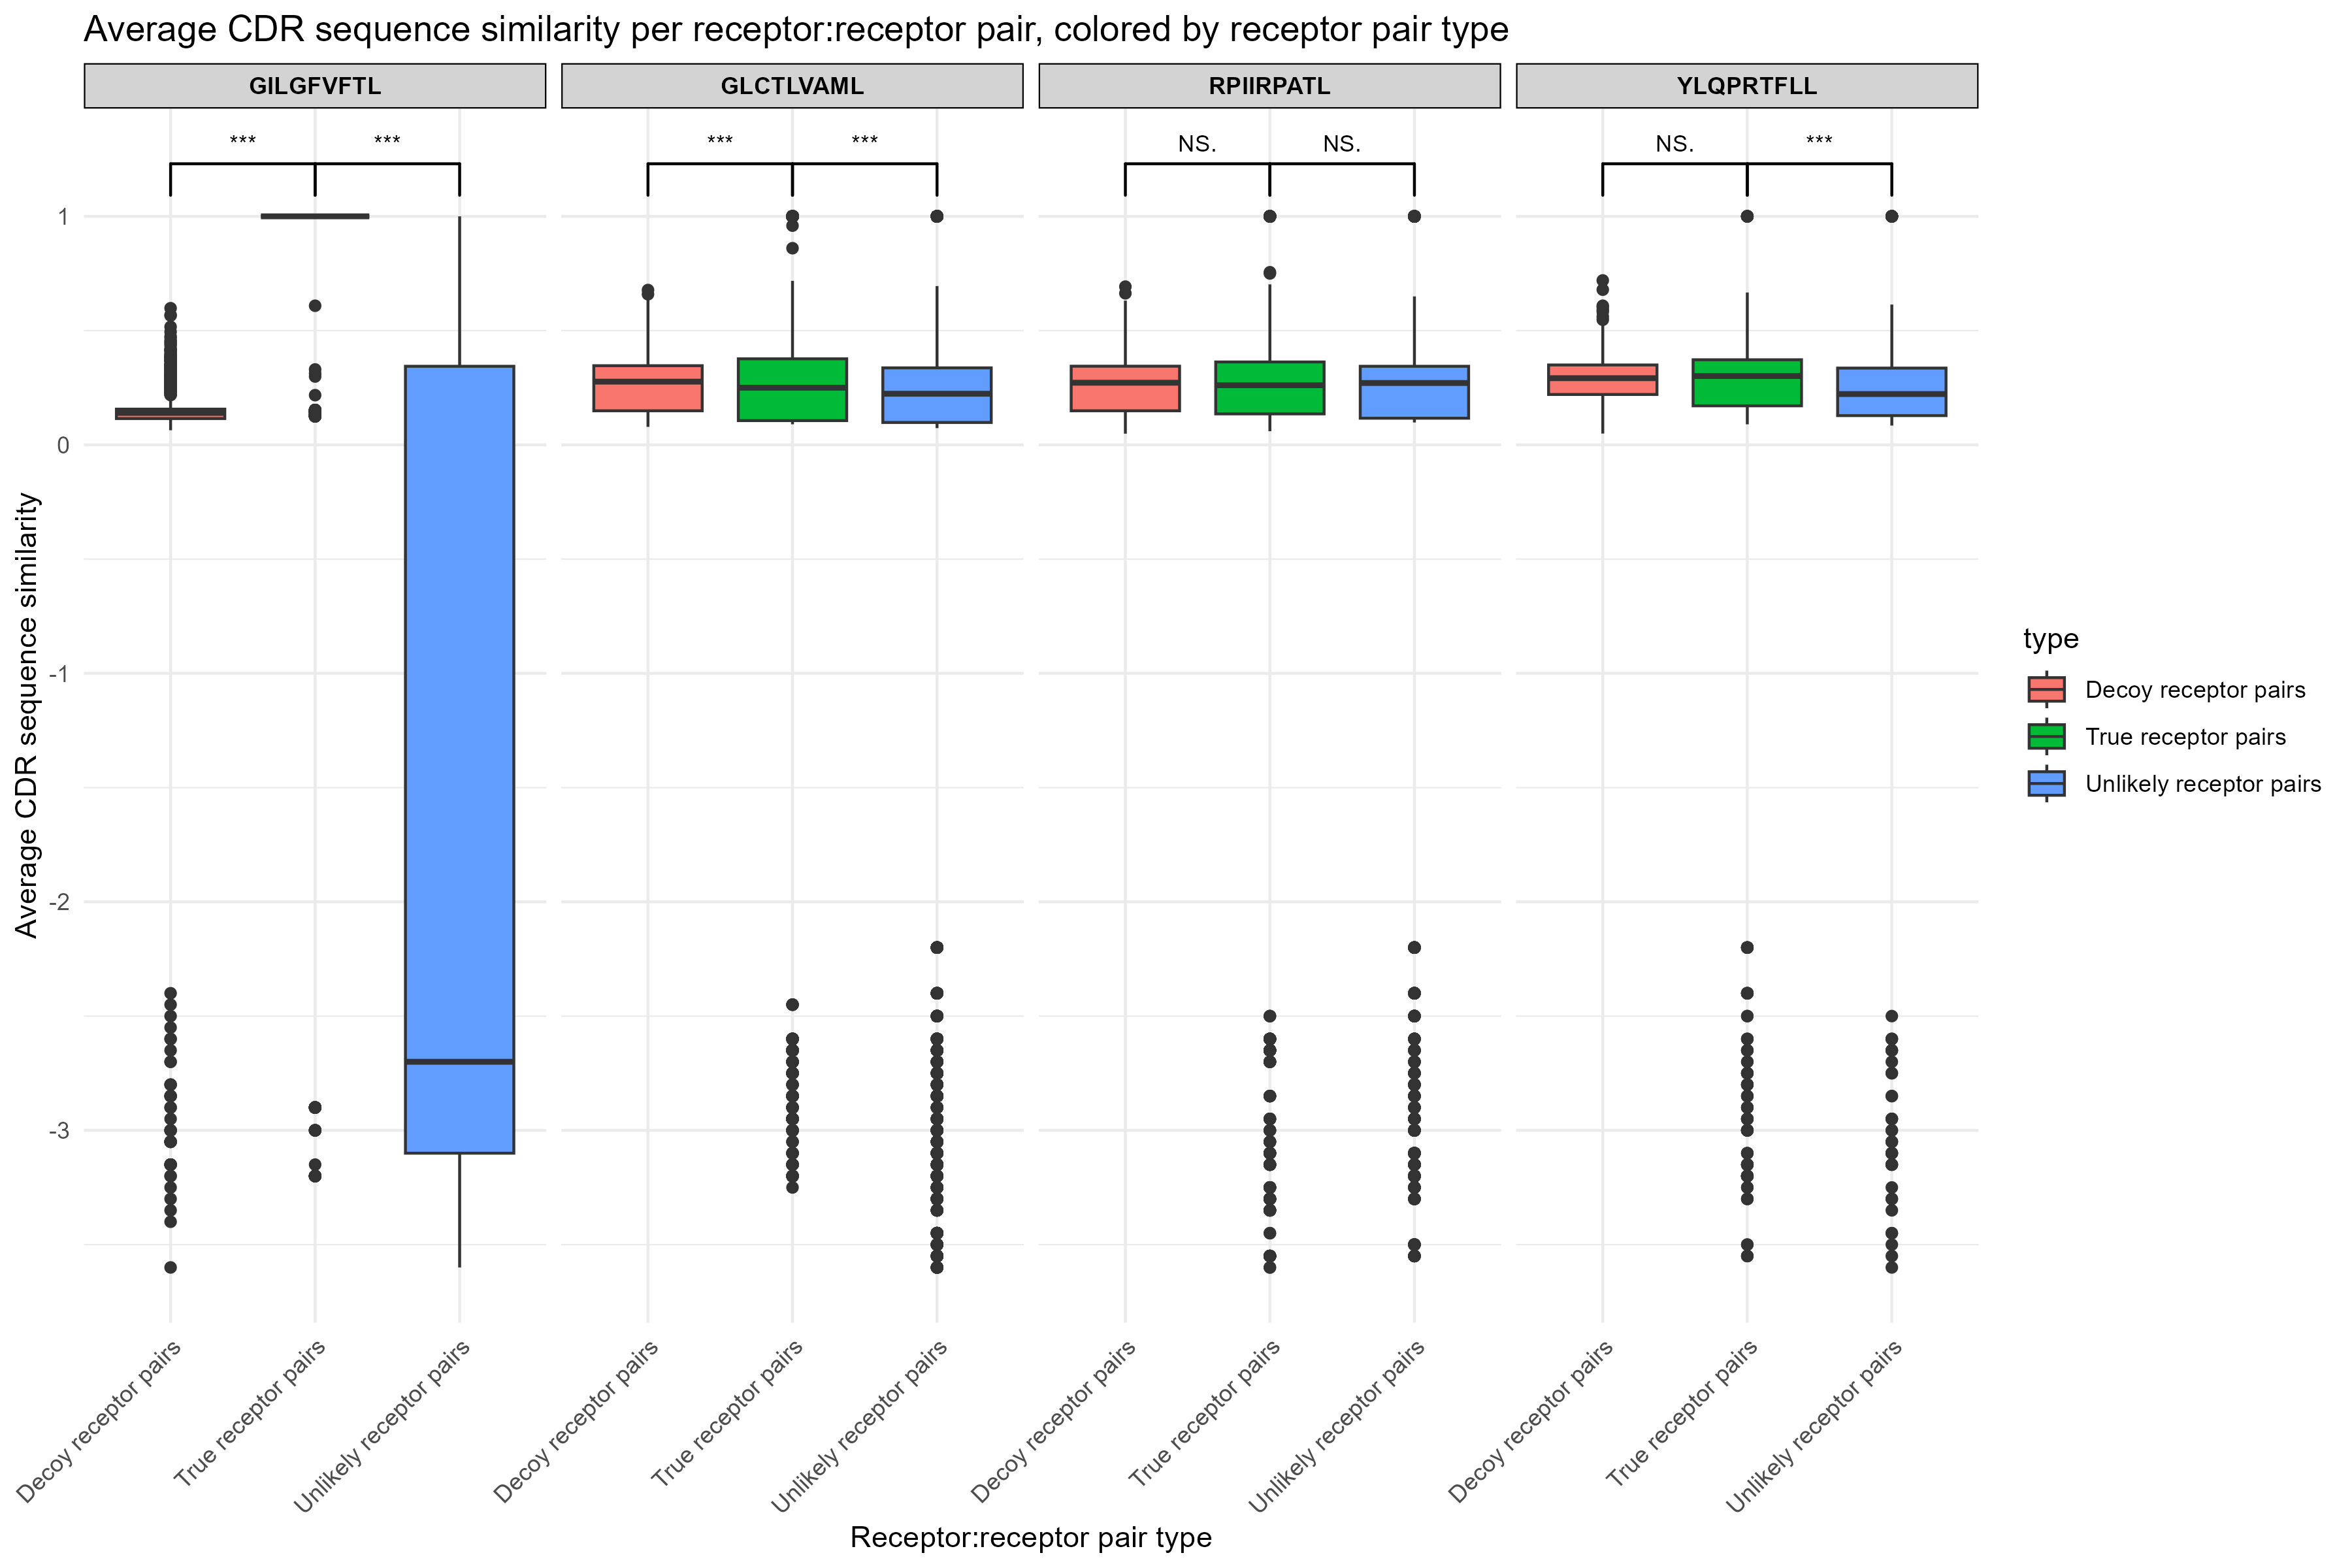 Average CDR sequence similarity per receptor:receptor pair, colored by receptor pair type
GILGFVFTL
GLCTLVAML
RPIIRPATL
YLQPRTFLL
***
***
***
***
NS.
NS.
NS.
***
1
0
-1
-2
-3
Average CDR sequence similarity
type
Decoy receptor pairs
True receptor pairs
Unlikely receptor pairs
Decoy receptor pairs
True receptor pairs
Unlikely receptor pairs
Decoy receptor pairs
True receptor pairs
Unlikely receptor pairs
Decoy receptor pairs
True receptor pairs
Unlikely receptor pairs
Decoy receptor pairs
True receptor pairs
Unlikely receptor pairs
Receptor:receptor pair type